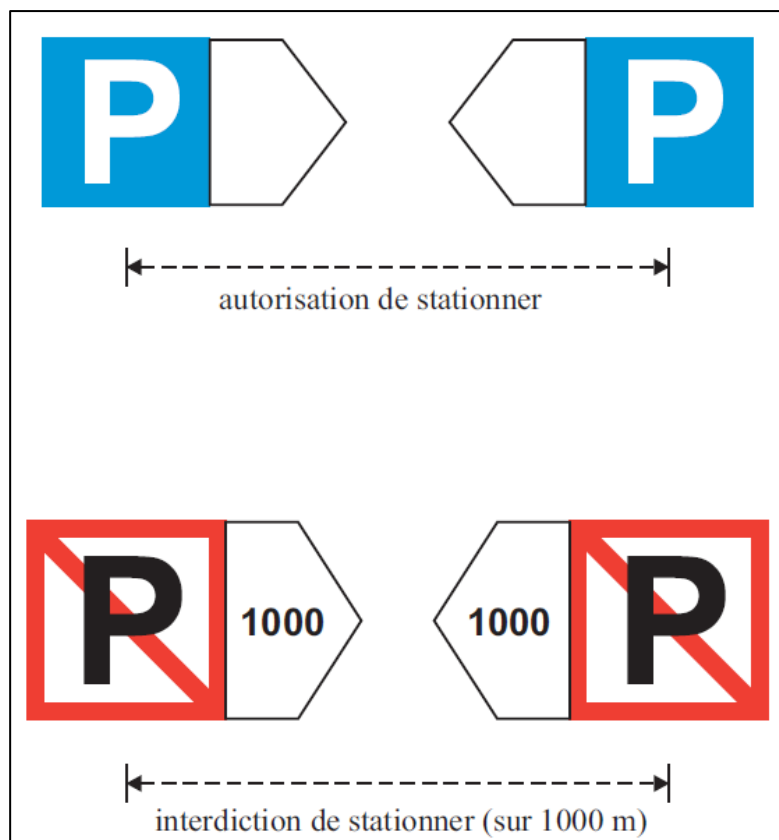 P P
autorisation de stationner
P 1000 1000 P
interdiction de stationner (sur 1000 m)